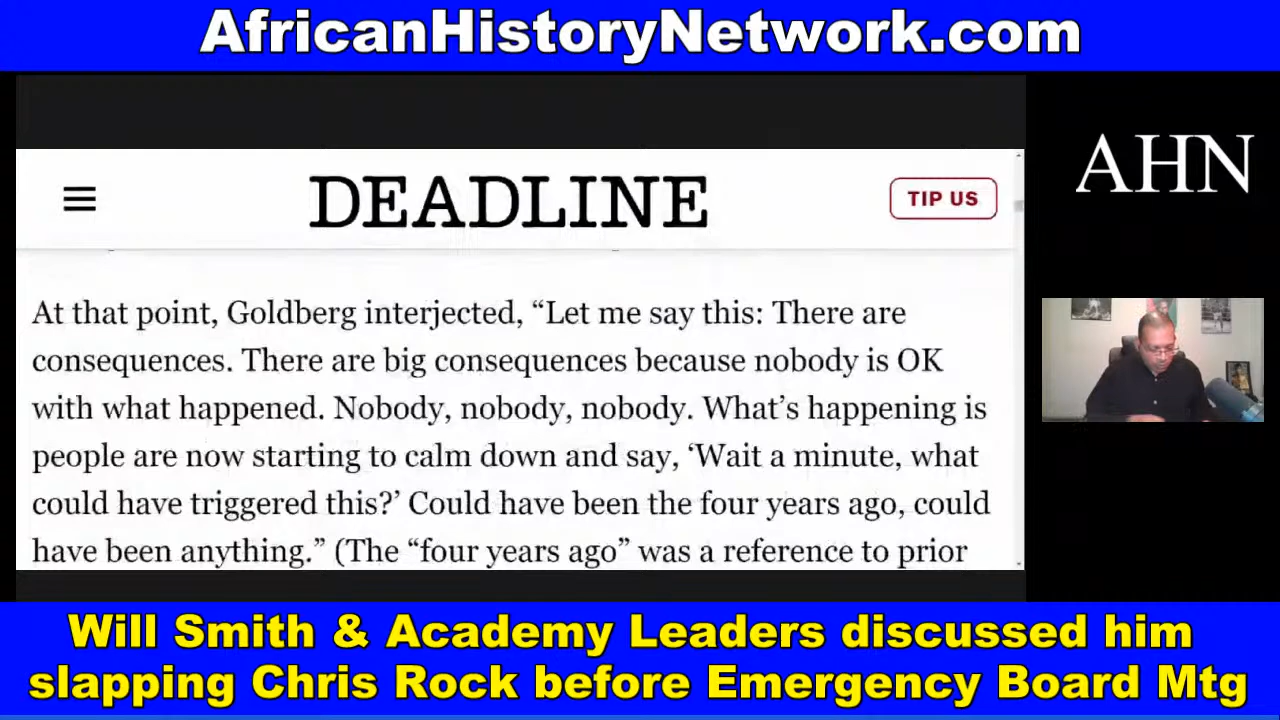 AfricanHistoryNetwork.com
DEADLINE
TIP US
AHN
At that point, Goldberg interjected, “Let me say this: There are
consequences. There are big consequences because nobody is OK
with what happened. Nobody, nobody, nobody. What’s happening is
people are now starting to calm down and say, ‘Wait a minute, what
could have triggered this?’ Could have been the four years ago, could
have been anything.” (The “four years ago” was a reference to prior
Will Smith & Academy Leaders discussed him
slapping Chris Rock before Emergency Board Mtg